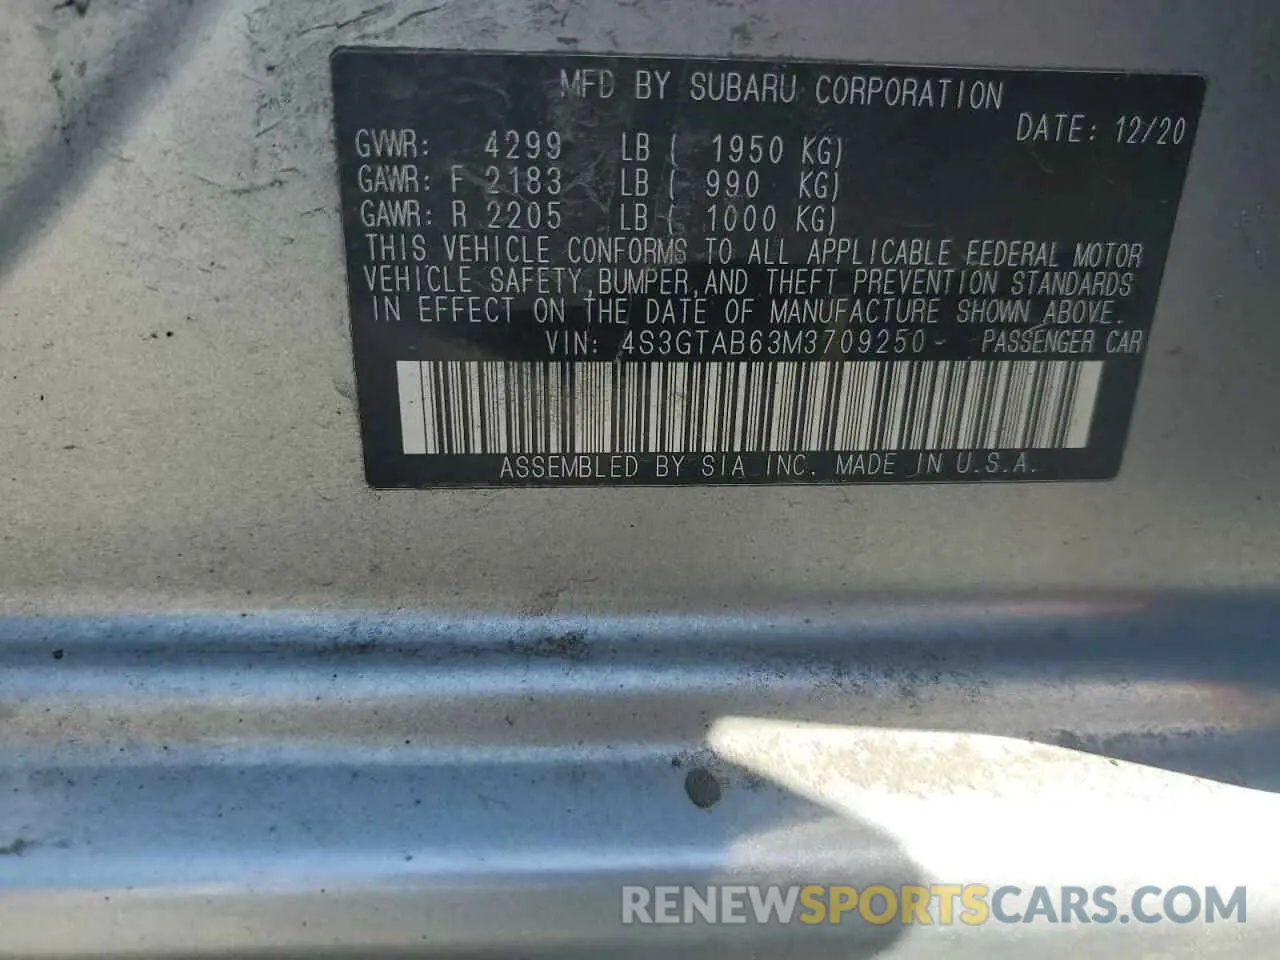 MFD BY SUBARU CORPORATION
DATE: 12/20
GVWR: 4299 LB ( 1950 KG)
GAWR: F 2183 LB ( 990 KG)
GAWR: R 2205 LB ( 1000 KG)
THIS VEHICLE CONFORMS TO ALL APPLICABLE FEDERAL MOTOR
VEHICLE SAFETY, BUMPER, AND THEFT PREVENTION STANDARDS
IN EFFECT ON THE DATE OF MANUFACTURE SHOWN ABOVE.
VIN: 4S3GTAB63M3709250- PASSENGER CAR
ASSEMBLED BY SIA INC. MADE IN U.S.A.
RENEWSPORTSCARS.COM